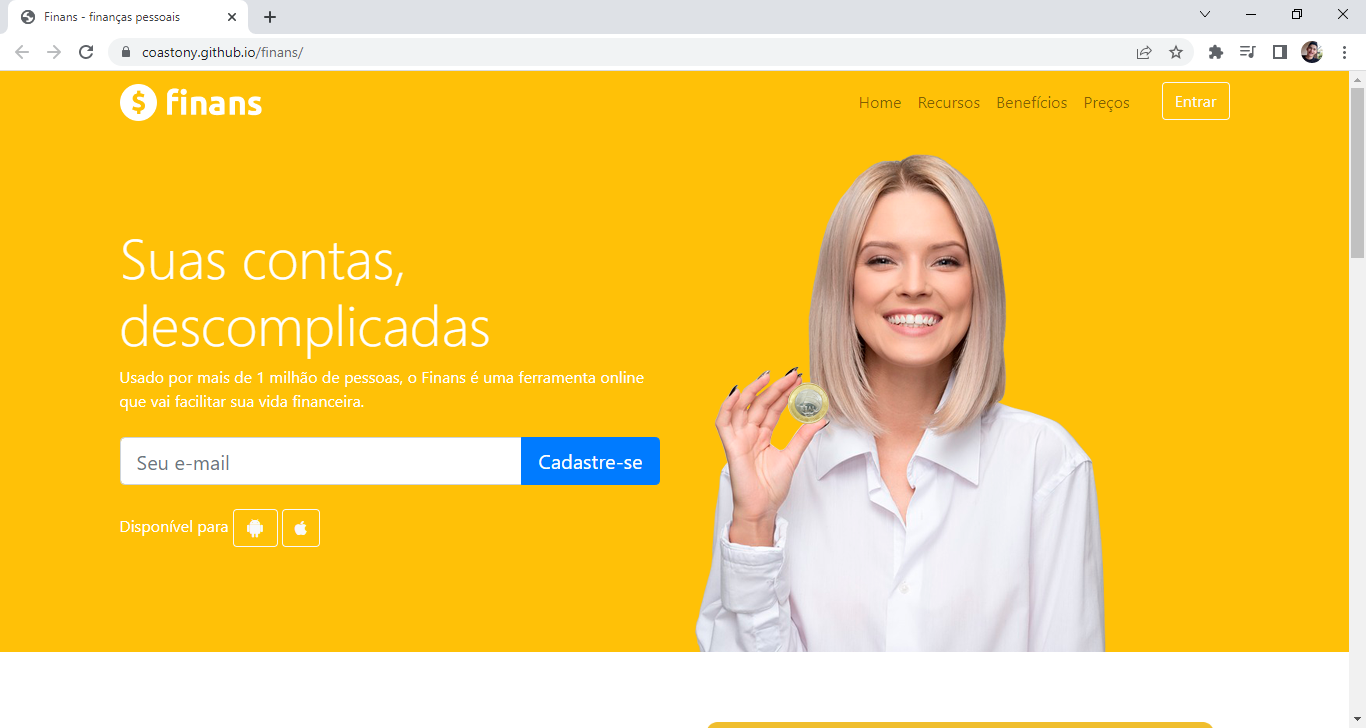 Finans - finanças pessoais
coastony.github.io/finans/
finans
Home Recursos Benefícios Preços Entrar
Suas contas,
descomplicadas
Usado por mais de 1 milhão de pessoas, o Finans é uma ferramenta online
que vai facilitar sua vida financeira.
Seu e-mail Cadastre-se
Disponível para